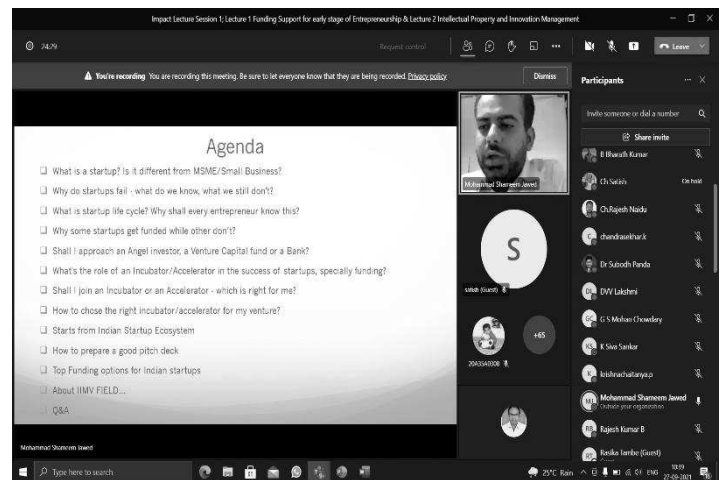 Impact Lecture Session 1; Lecture 1 Funding Support for early stage of Entrepreneurship & Lecture 2 Intellectual Property and Innovation Management
24:29
Request control
Leave
You're recording You are recording this meeting. Be sure to let everyone know that they are being recorded. Privacy policy
Dismiss
Agenda
What is a startup? Is it different from MSME/Small Business?
Why do startups fail - what do we know, what we still don't?
What is startup life cycle? Why shall every entrepreneur know this?
Why some startups get funded while other don't?
Shall I approach an Angel investor, a Venture Capital fund or a Bank?
What's the role of an Incubator/Accelerator in the success of startups, specially funding?
Shall I join an Incubator or an Accelerator - which is right for me?
How to chose the right incubator/accelerator for my venture?
Starts from Indian Startup Ecosystem
How to prepare a good pitch deck
Top Funding options for Indian startups
About IIMV FIELD...
Q&A
Mohammad Shameem Jawed
Mohammad Shameem Jawed
S
satish (Guest)
+65
20A35A0308
Participants
Invite someone or dial a number
Share invite
B Bharath Kumar
Ch Satish
On hold
Ch.Rajesh Naidu
chandrasekhar.k
Dr Subodh Panda
DVV Lakshmi
G S Mohan Chowdary
K Siva Sankar
krishnachaitanya.p
Mohammad Shameem Jawed
Outside your organization
Rajesh Kumar B
Rasika Tambe (Guest)
Type here to search
25°C Rain
ENG
10:59
27-09-2021